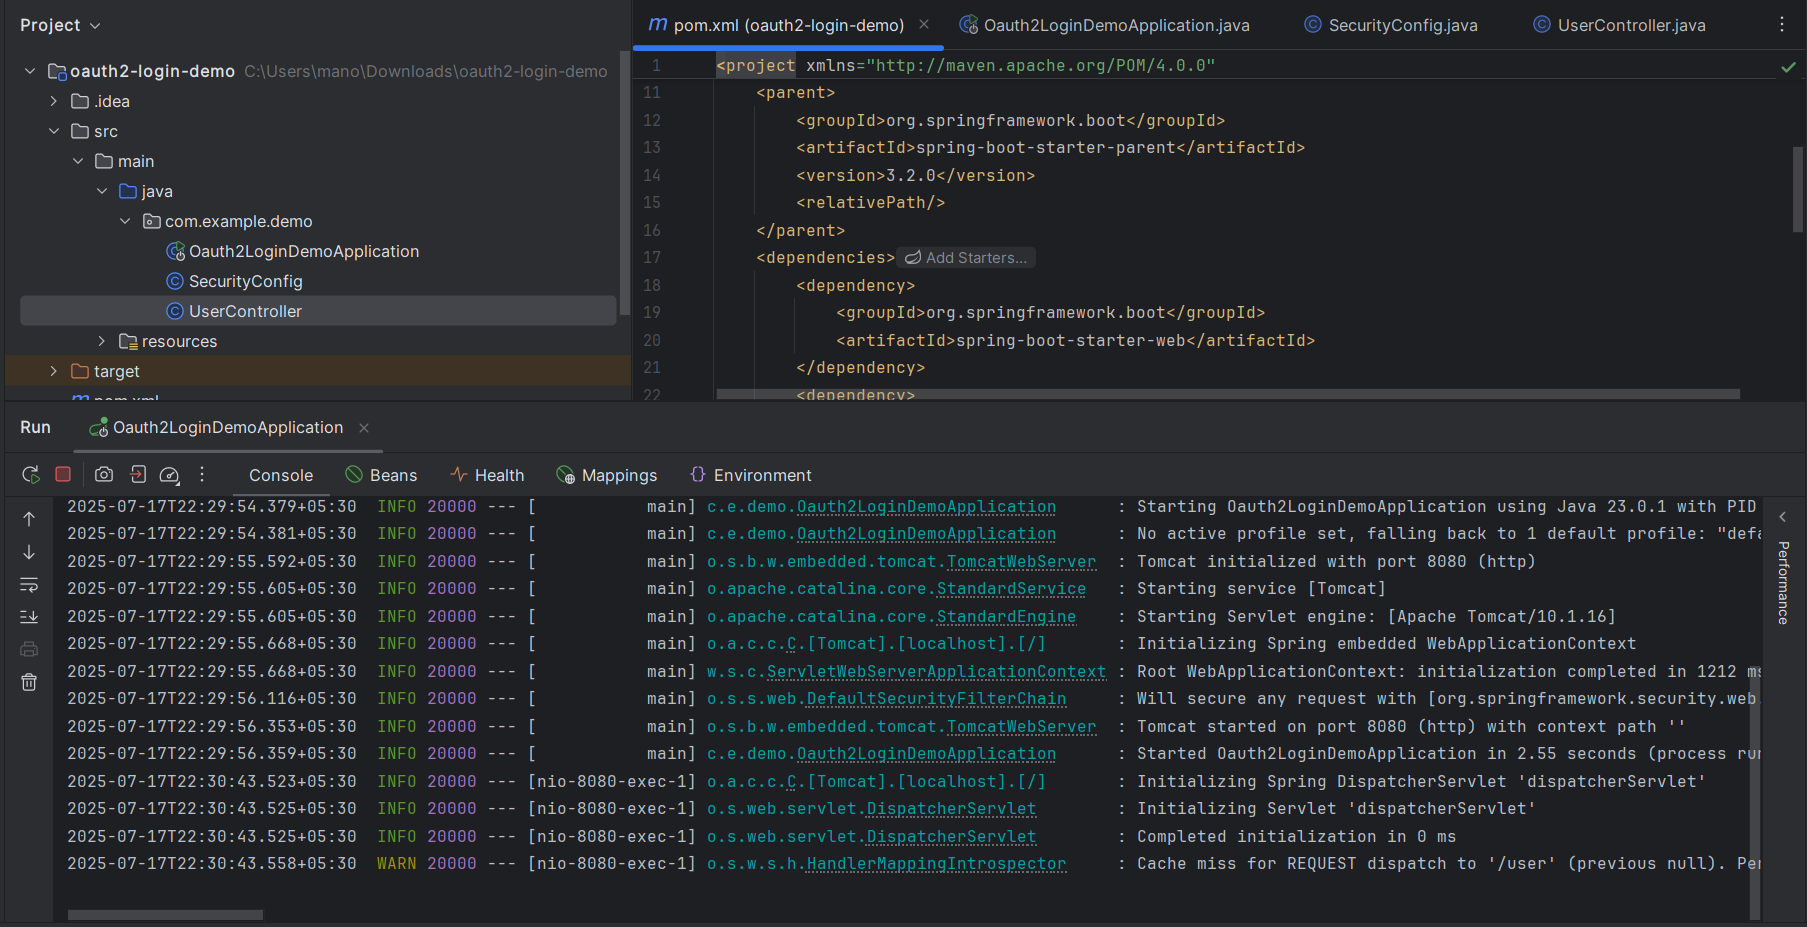 Project
pom.xml (oauth2-login-demo)
Oauth2LoginDemoApplication.java
SecurityConfig.java
UserController.java
oauth2-login-demo C:\Users\mano\Downloads\oauth2-login-demo
.idea
src
main
java
com.example.demo
Oauth2LoginDemoApplication
SecurityConfig
UserController
resources
target
pom.xml
1 <project xmlns="http://maven.apache.org/POM/4.0.0"
11 <parent>
12 <groupId>org.springframework.boot</groupId>
13 <artifactId>spring-boot-starter-parent</artifactId>
14 <version>3.2.0</version>
15 <relativePath/>
16 </parent>
17 <dependencies> Add Starters...
18 <dependency>
19 <groupId>org.springframework.boot</groupId>
20 <artifactId>spring-boot-starter-web</artifactId>
21 </dependency>
22 <dependency>
Run Oauth2LoginDemoApplication
Console Beans Health Mappings Environment
2025-07-17T22:29:54.379+05:30 INFO 20000 --- [ main] c.e.demo.Oauth2LoginDemoApplication : Starting Oauth2LoginDemoApplication using Java 23.0.1 with PID
2025-07-17T22:29:54.381+05:30 INFO 20000 --- [ main] c.e.demo.Oauth2LoginDemoApplication : No active profile set, falling back to 1 default profile: "defa
2025-07-17T22:29:55.592+05:30 INFO 20000 --- [ main] o.s.b.w.embedded.tomcat.TomcatWebServer : Tomcat initialized with port 8080 (http)
2025-07-17T22:29:55.605+05:30 INFO 20000 --- [ main] o.apache.catalina.core.StandardService : Starting service [Tomcat]
2025-07-17T22:29:55.605+05:30 INFO 20000 --- [ main] o.apache.catalina.core.StandardEngine : Starting Servlet engine: [Apache Tomcat/10.1.16]
2025-07-17T22:29:55.668+05:30 INFO 20000 --- [ main] o.a.c.c.C.[Tomcat].[localhost].[/] : Initializing Spring embedded WebApplicationContext
2025-07-17T22:29:55.668+05:30 INFO 20000 --- [ main] w.s.c.ServletWebServerApplicationContext : Root WebApplicationContext: initialization completed in 1212 ms
2025-07-17T22:29:56.116+05:30 INFO 20000 --- [ main] o.s.s.web.DefaultSecurityFilterChain : Will secure any request with [org.springframework.security.web.
2025-07-17T22:29:56.353+05:30 INFO 20000 --- [ main] o.s.b.w.embedded.tomcat.TomcatWebServer : Tomcat started on port 8080 (http) with context path ''
2025-07-17T22:29:56.359+05:30 INFO 20000 --- [ main] c.e.demo.Oauth2LoginDemoApplication : Started Oauth2LoginDemoApplication in 2.55 seconds (process ru
2025-07-17T22:30:43.523+05:30 INFO 20000 --- [nio-8080-exec-1] o.a.c.c.C.[Tomcat].[localhost].[/] : Initializing Spring DispatcherServlet 'dispatcherServlet'
2025-07-17T22:30:43.525+05:30 INFO 20000 --- [nio-8080-exec-1] o.s.web.servlet.DispatcherServlet : Initializing Servlet 'dispatcherServlet'
2025-07-17T22:30:43.525+05:30 INFO 20000 --- [nio-8080-exec-1] o.s.web.servlet.DispatcherServlet : Completed initialization in 0 ms
2025-07-17T22:30:43.558+05:30 WARN 20000 --- [nio-8080-exec-1] o.s.w.s.h.HandlerMappingIntrospector : Cache miss for REQUEST dispatch to '/user' (previous null). Pe
Performance